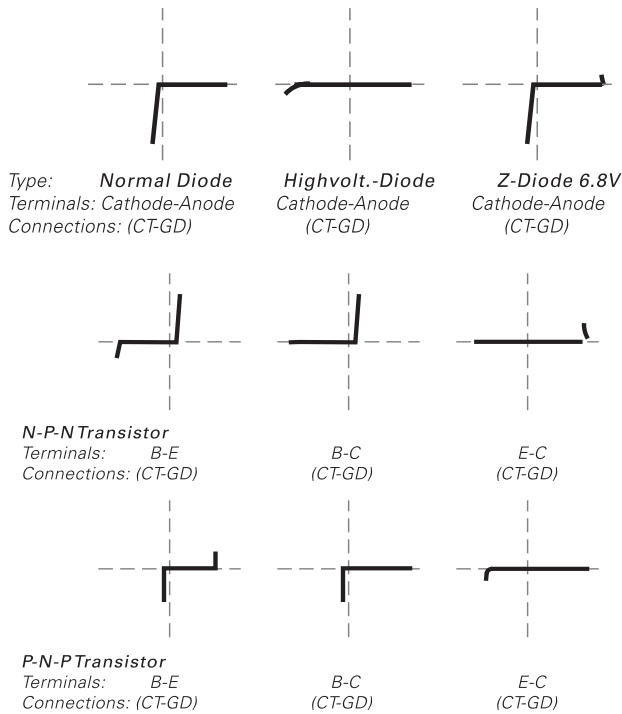 Type: Normal Diode Highvolt.-Diode Z-Diode 6.8V
Terminals: Cathode-Anode Cathode-Anode Cathode-Anode
Connections: (CT-GD) (CT-GD) (CT-GD)
N-P-N Transistor
Terminals: B-E B-C E-C
Connections: (CT-GD) (CT-GD) (CT-GD)
P-N-P Transistor
Terminals: B-E B-C E-C
Connections: (CT-GD) (CT-GD) (CT-GD)